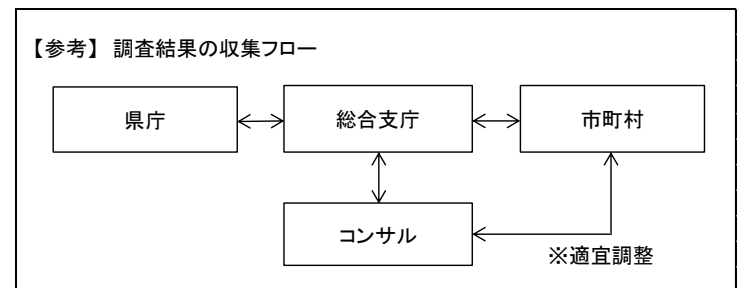 【参考】 調査結果の収集フロー
県庁
総合支庁
市町村
コンサル
※適宜調整